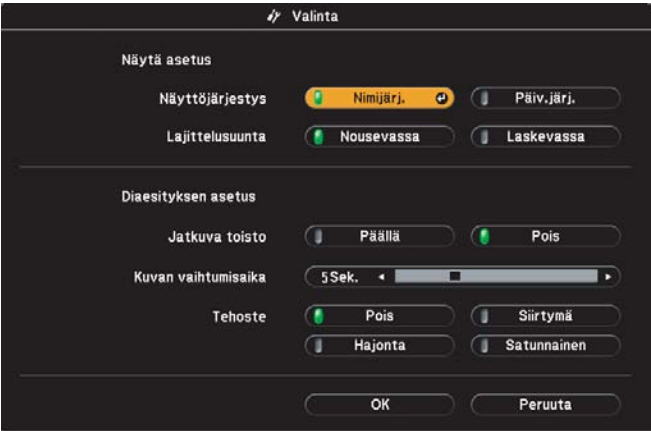 Valinta
Näytä asetus
Näyttöjärjestys Nimijärj. Päiv.järj.
Lajittelusuunta Nousevassa Laskevassa
Diaesityksen asetus
Jatkuva toisto Päällä Pois
Kuvan vaihtumisaika 5Sek.
Tehoste Pois Siirtymä
Hajonta Satunnainen
OK Peruuta